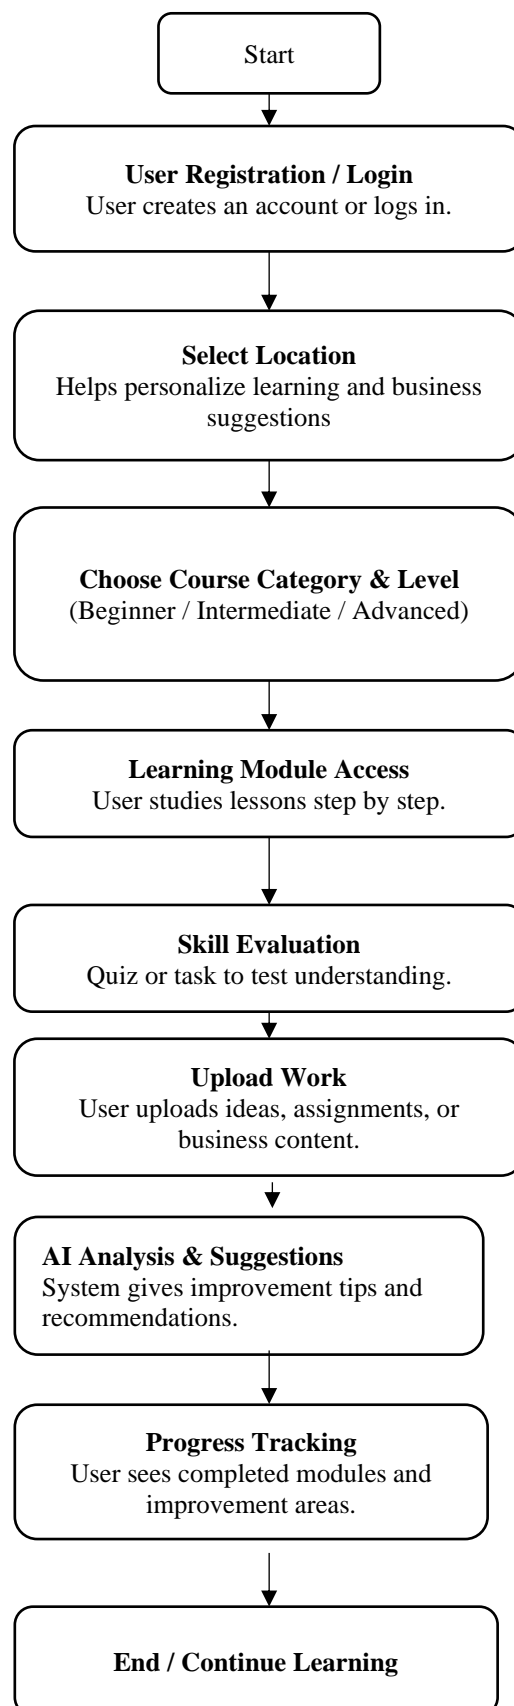 Start
User Registration / Login
User creates an account or logs in.
Select Location
Helps personalize learning and business
suggestions
Choose Course Category & Level
(Beginner / Intermediate / Advanced)
Learning Module Access
User studies lessons step by step.
Skill Evaluation
Quiz or task to test understanding.
Upload Work
User uploads ideas, assignments, or
business content.
AI Analysis & Suggestions
System gives improvement tips and
recommendations.
Progress Tracking
User sees completed modules and
improvement areas.
End / Continue Learning